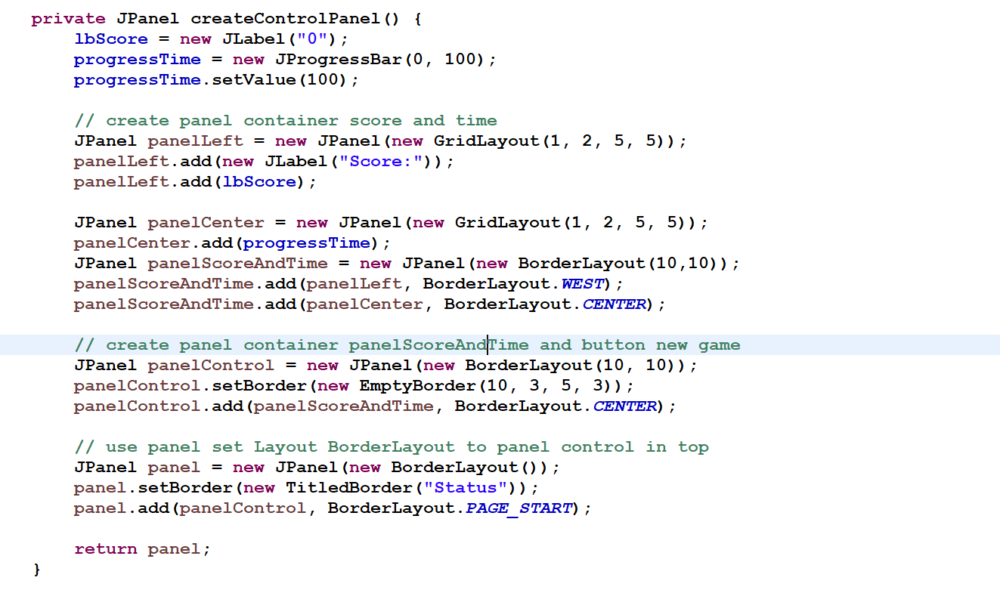 private JPanel createControlPanel() {
lbScore = new JLabel("0");
progressTime = new JProgressBar(0, 100);
progressTime.setValue(100);
// create panel container score and time
JPanel panelLeft = new JPanel(new GridLayout(1, 2, 5, 5));
panelLeft.add(new JLabel("Score:"));
panelLeft.add(lbScore);
JPanel panelCenter = new JPanel(new GridLayout(1, 2, 5, 5));
panelCenter.add(progressTime);
JPanel panelScoreAndTime = new JPanel(new BorderLayout(10,10));
panelScoreAndTime.add(panelLeft, BorderLayout.WEST);
panelScoreAndTime.add(panelCenter, BorderLayout.CENTER);
// create panel container panelScoreAndTime and button new game
JPanel panelControl = new JPanel(new BorderLayout(10, 10));
panelControl.setBorder(new EmptyBorder(10, 3, 5, 3));
panelControl.add(panelScoreAndTime, BorderLayout.CENTER);
// use panel set Layout BorderLayout to panel control in top
JPanel panel = new JPanel(new BorderLayout());
panel.setBorder(new TitledBorder("Status"));
panel.add(panelControl, BorderLayout.PAGE_START);
return panel;
}